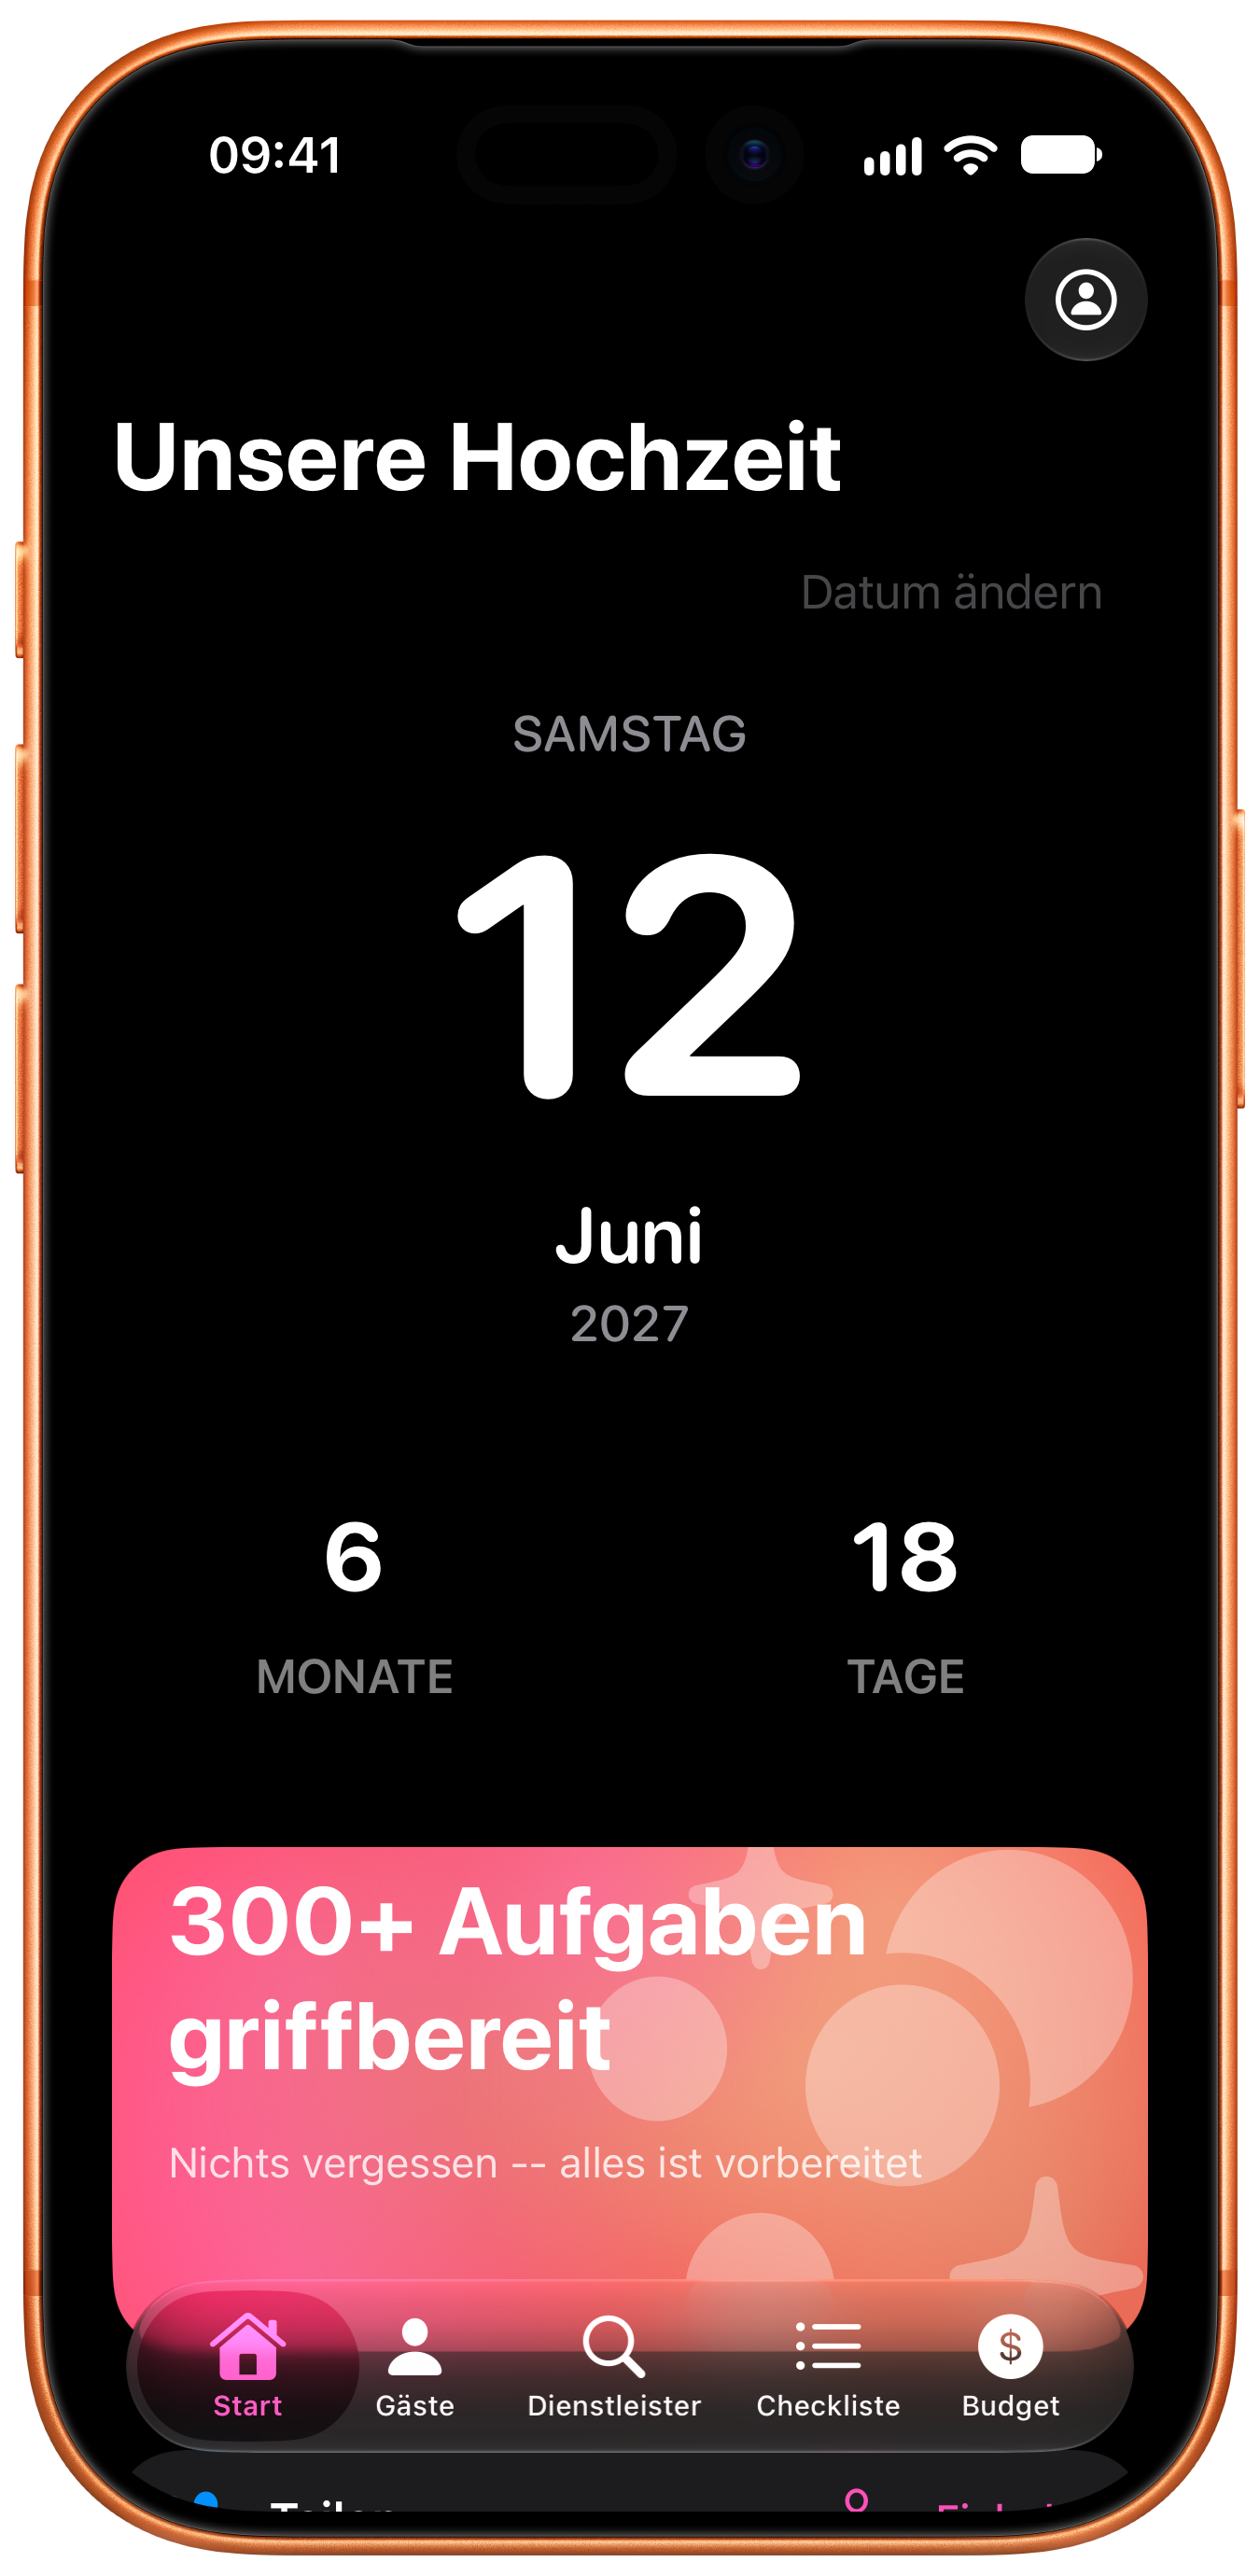 09:41
Unsere Hochzeit
Datum ändern
SAMSTAG
12
Juni
2027
6 18
MONATE TAGE
300+ Aufgaben
griffbereit
Nichts vergessen -- alles ist vorbereitet
$
Start Gäste Dienstleister Checkliste Budget